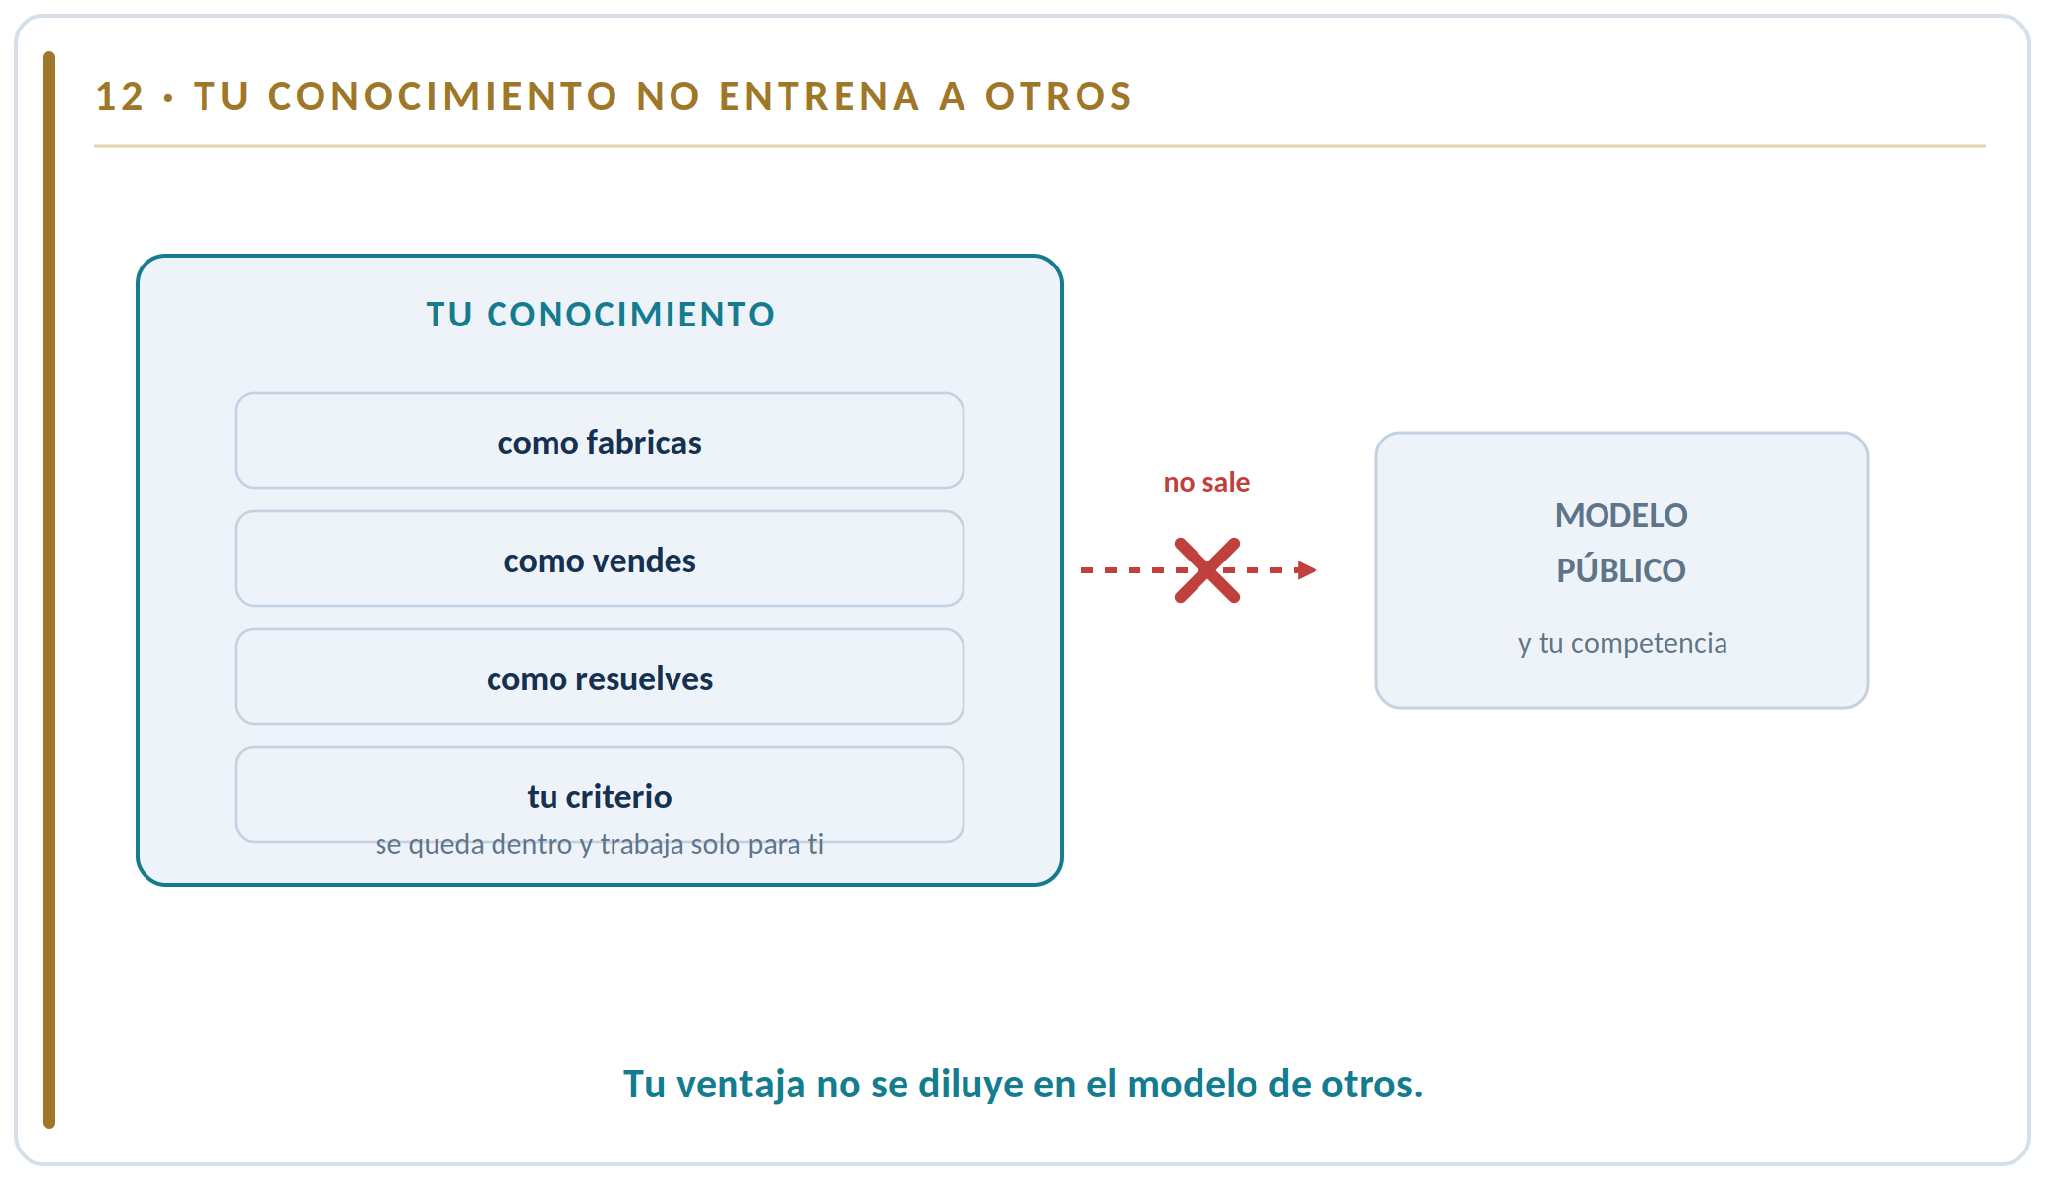 12 · TU CONOCIMIENTO NO ENTRENA A OTROS
TU CONOCIMIENTO
como fabricas
como vendes
como resuelves
tu criterio
se queda dentro y trabaja solo para ti
no sale
MODELO
PÚBLICO
y tu competencia
Tu ventaja no se diluye en el modelo de otros.